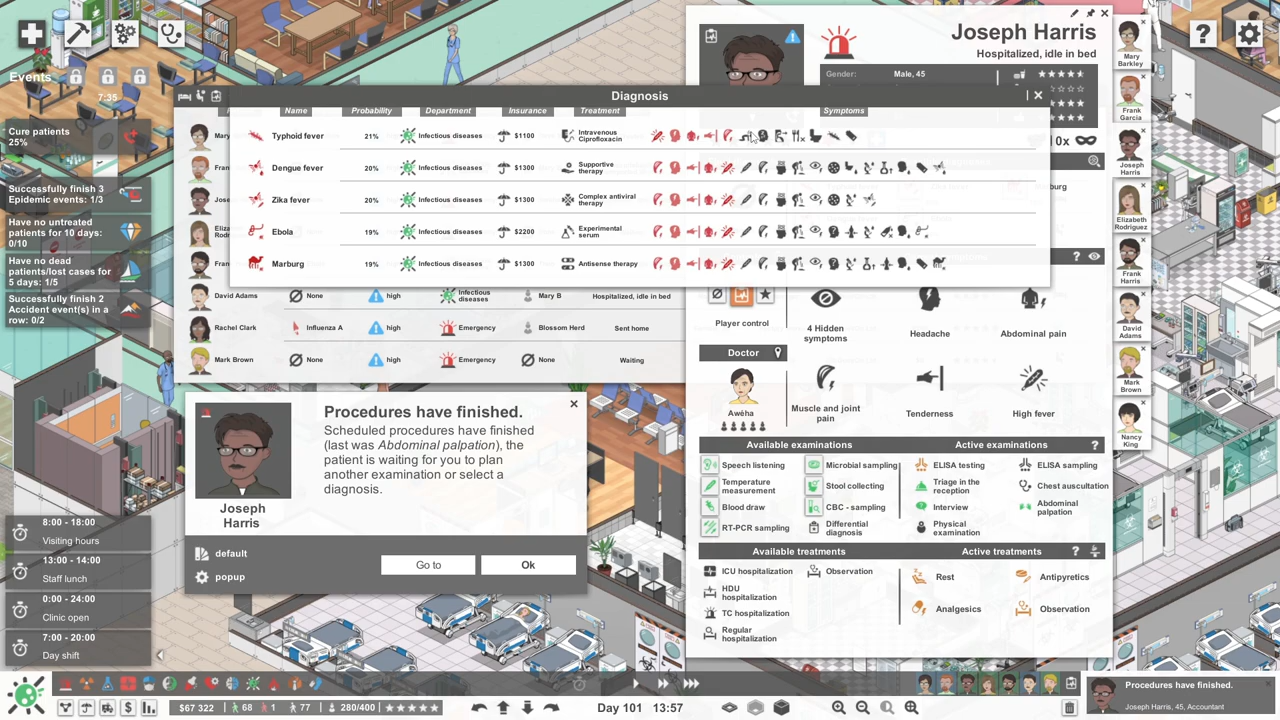 Joseph Harris
Hospitalized, idle in bed
Gender:
Male, 45
Events
7:35
Cure patients
25%
Successfully finish 3
Epidemic events: 1/3
Have no untreated
patients for 10 days:
0/10
Have no dead
patients/lost cases for
5 days: 1/5
Successfully finish 2
Accident event(s) in a
row: 0/2
Mary
Barkley
Frank
Garcia
Joseph
Harris
Elizabeth
Rodriguez
Frank
Harris
David
Adams
Mark
Brown
Nancy
King
Diagnosis
Name
Probability
Department
Insurance
Treatment
Symptoms
Typhoid fever
21%
Infectious diseases
$1100
Intravenous
Ciprofloxacin
Dengue fever
20%
Infectious diseases
$1300
Supportive
therapy
Zika fever
20%
Infectious diseases
$1300
Complex antiviral
therapy
Ebola
19%
Infectious diseases
$2200
Experimental
serum
Marburg
19%
Infectious diseases
$1300
Antisense therapy
0x
David Adams
None
high
Infectious
diseases
Mary B
Hospitalized, idle in bed
Rachel Clark
Influenza A
high
Emergency
Blossom Herd
Sent home
Mark Brown
None
high
Emergency
None
Waiting
Player control
4 Hidden
symptoms
Headache
Abdominal pain
Doctor
Awéha
Muscle and joint
pain
Tenderness
High fever
Available examinations
Active examinations
?
Speech listening
Microbial sampling
ELISA testing
ELISA sampling
Temperature
measurement
Stool collecting
Triage in the
reception
Chest auscultation
Blood draw
CBC - sampling
Interview
Abdominal
palpation
RT-PCR sampling
Differential
diagnosis
Physical
examination
Available treatments
Active treatments
?
ICU hospitalization
Observation
Rest
Antipyretics
HDU
hospitalization
TC hospitalization
Analgesics
Observation
Regular
hospitalization
Procedures have finished.
Scheduled procedures have finished
(last was Abdominal palpation), the
patient is waiting for you to plan
another examination or select a
diagnosis.
Joseph
Harris
default
popup
Go to
Ok
8:00 - 18:00
Visiting hours
13:00 - 14:00
Staff lunch
0:00 - 24:00
Clinic open
7:00 - 20:00
Day shift
$67 322
68
1
77
280/400
Day 101 13:57
Procedures have finished.
Joseph Harris, 45, Accountant